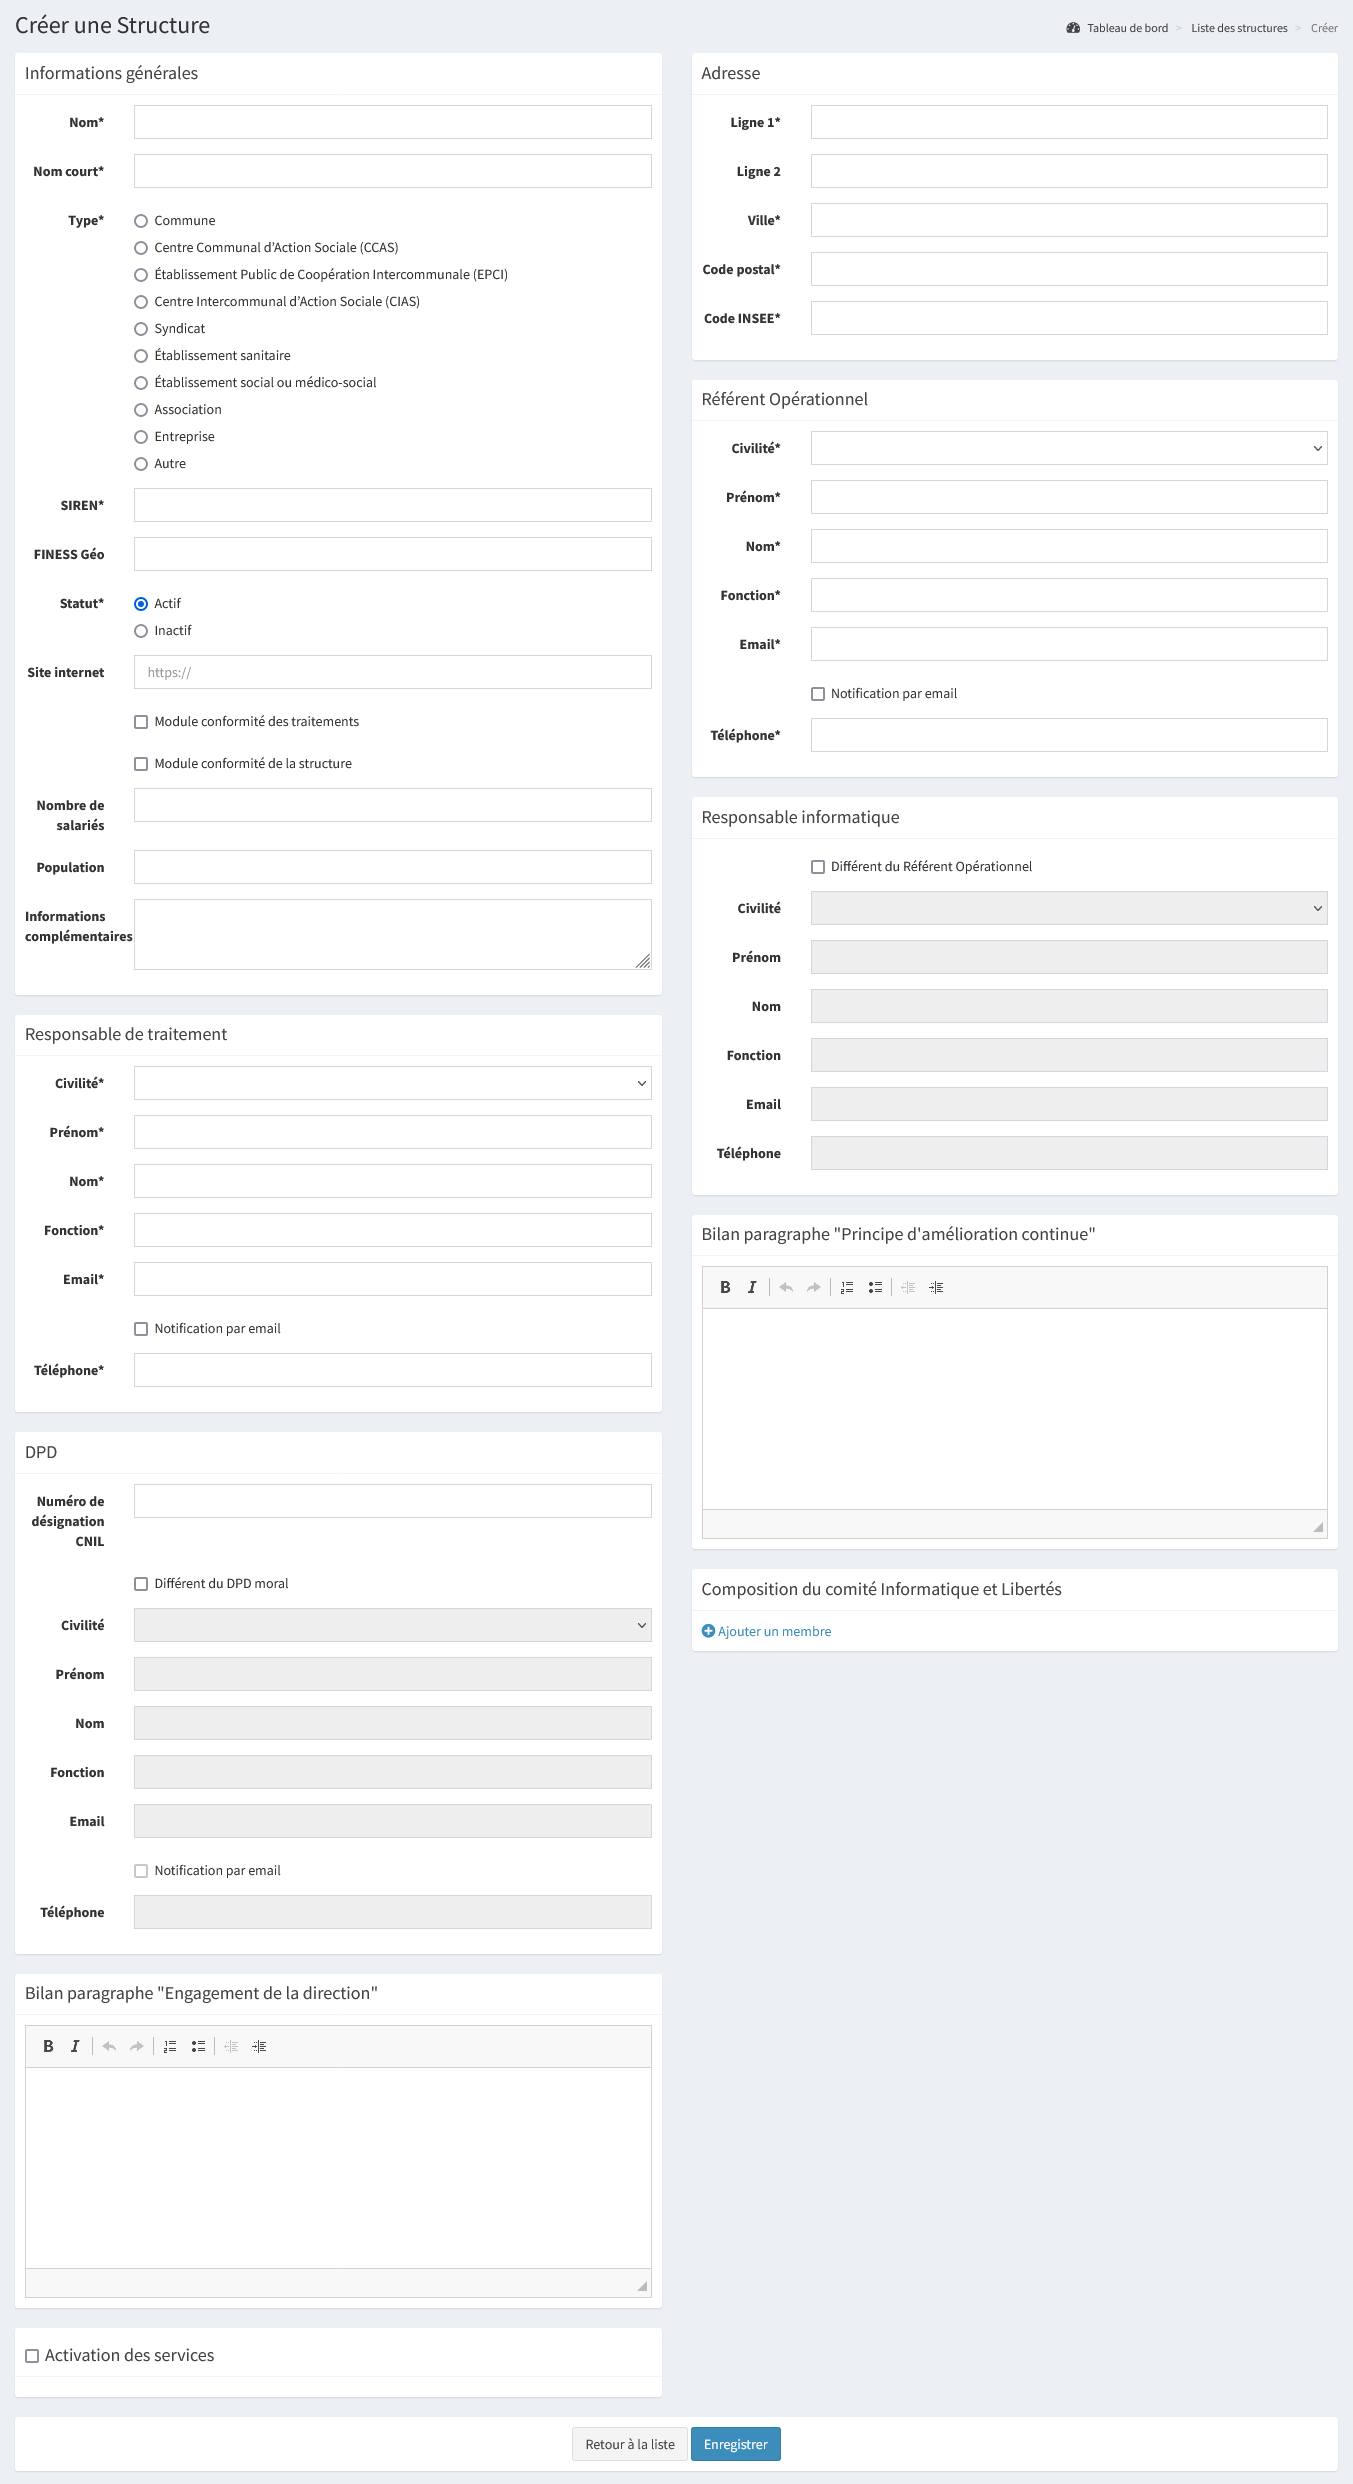 Créer une Structure
Tableau de bord > Liste des structures > Créer
Informations générales
Nom*
Nom court*
Type*
Commune
Centre Communal d’Action Sociale (CCAS)
Établissement Public de Coopération Intercommunale (EPCI)
Centre Intercommunal d’Action Sociale (CIAS)
Syndicat
Établissement sanitaire
Établissement social ou médico-social
Association
Entreprise
Autre
SIREN*
FINESS Géo
Statut*
Actif
Inactif
Site internet
https://
Module conformité des traitements
Module conformité de la structure
Nombre de
salariés
Population
Informations
complémentaires
Responsable de traitement
Civilité*
Prénom*
Nom*
Fonction*
Email*
Notification par email
Téléphone*
DPD
Numéro de
désignation
CNIL
Différent du DPD moral
Civilité
Prénom
Nom
Fonction
Email
Notification par email
Téléphone
Bilan paragraphe "Engagement de la direction"
B I
Activation des services
Adresse
Ligne 1*
Ligne 2
Ville*
Code postal*
Code INSEE*
Référent Opérationnel
Civilité*
Prénom*
Nom*
Fonction*
Email*
Notification par email
Téléphone*
Responsable informatique
Différent du Référent Opérationnel
Civilité
Prénom
Nom
Fonction
Email
Téléphone
Bilan paragraphe "Principe d'amélioration continue"
B I
Composition du comité Informatique et Libertés
Ajouter un membre
Retour à la liste
Enregistrer